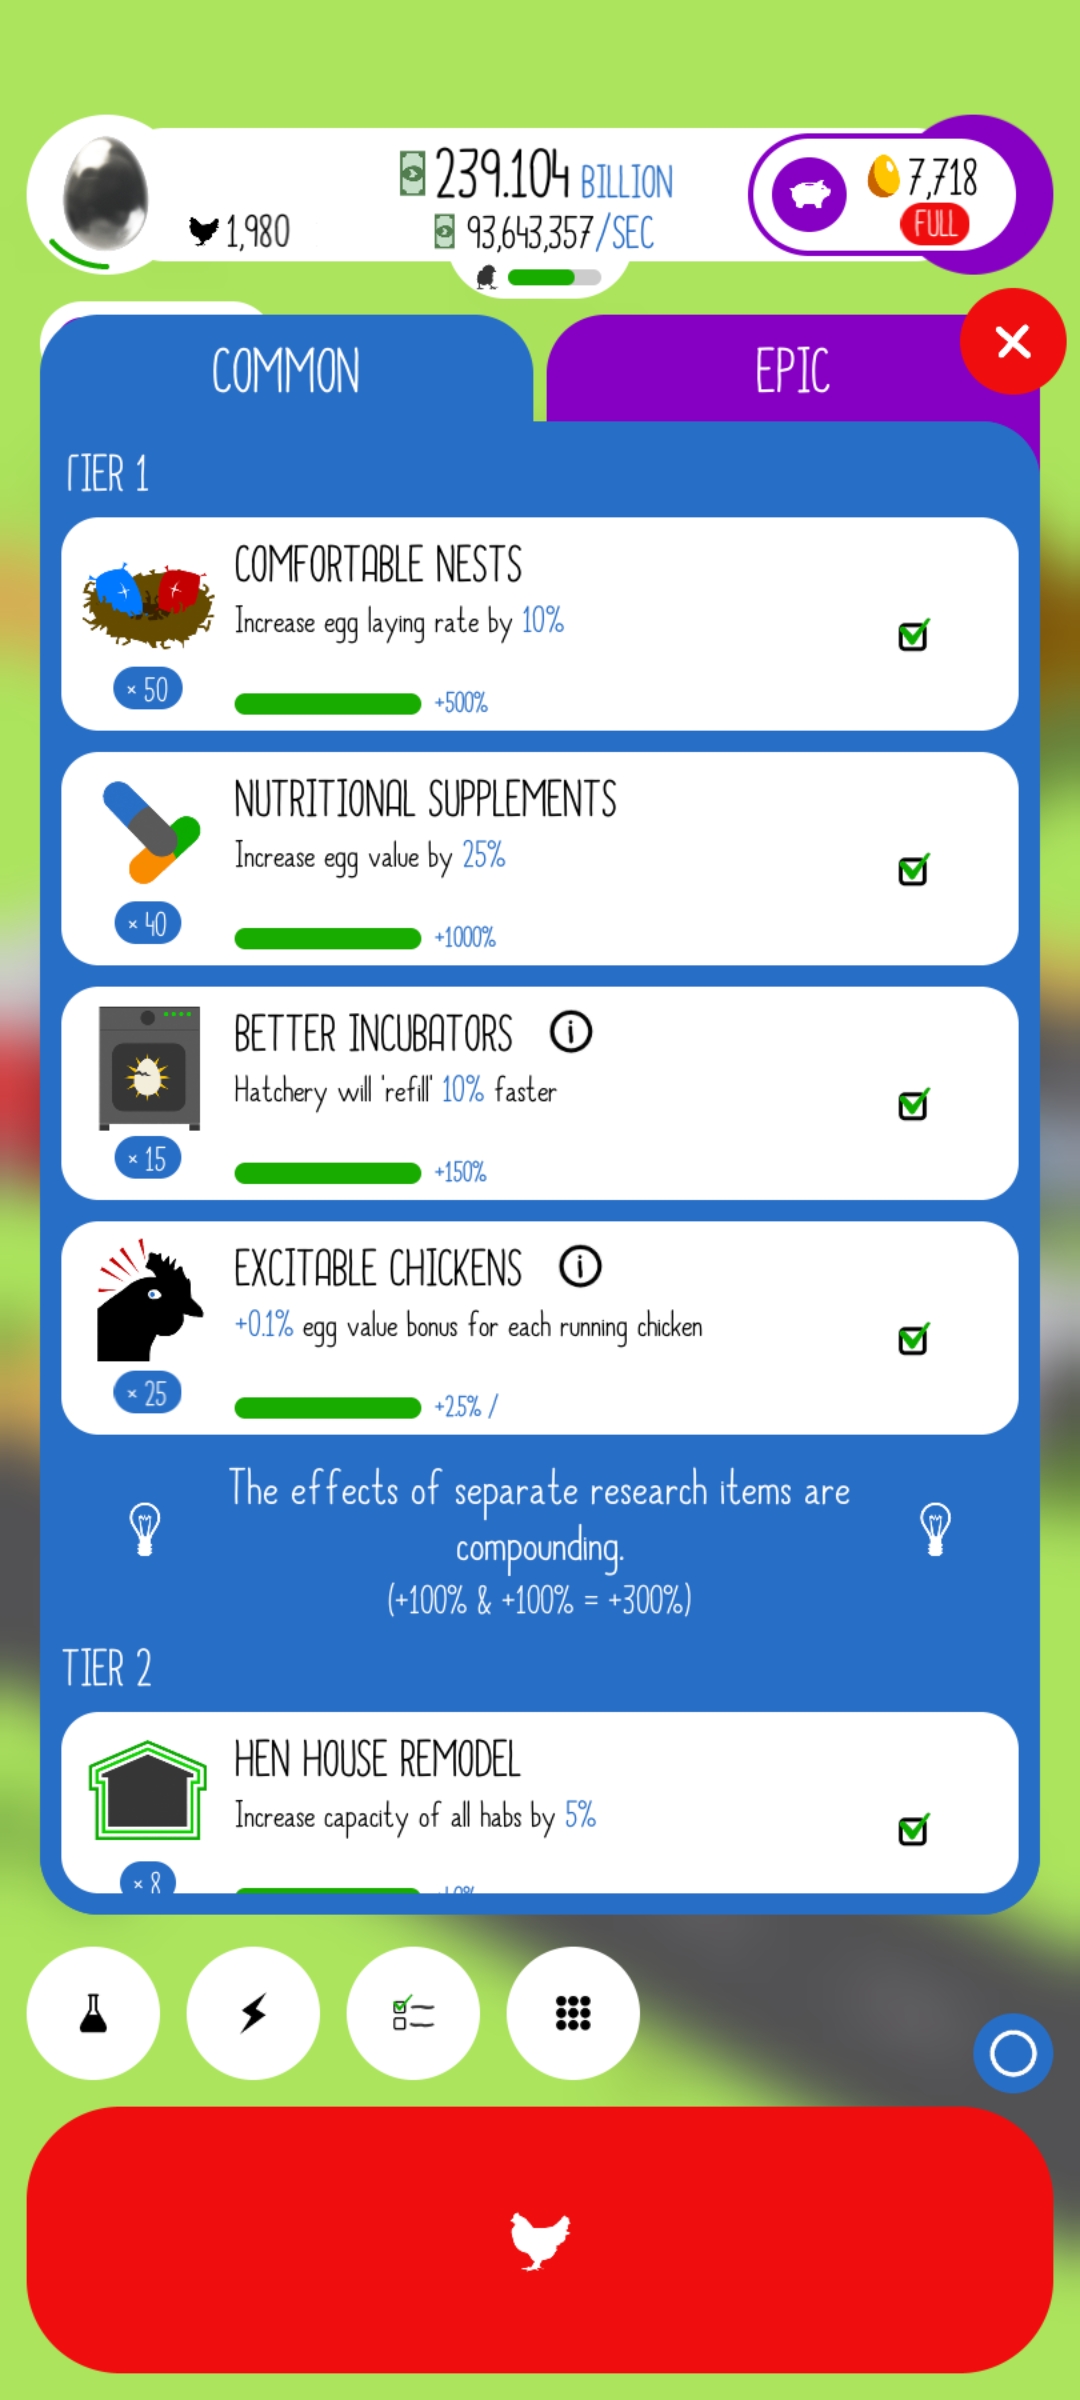 239.104 BILLION
1,980
93,643,357/SEC
7,718
FULL
COMMON
EPIC
TIER 1
COMFORTABLE NESTS
Increase egg laying rate by 10%
× 50
+500%
NUTRITIONAL SUPPLEMENTS
Increase egg value by 25%
× 40
+1000%
BETTER INCUBATORS
Hatchery will 'refill' 10% faster
× 15
+150%
EXCITABLE CHICKENS
+0.1% egg value bonus for each running chicken
× 25
+2.5% /
The effects of separate research items are
compounding.
(+100% & +100% = +300%)
TIER 2
HEN HOUSE REMODEL
Increase capacity of all habs by 5%
× 8